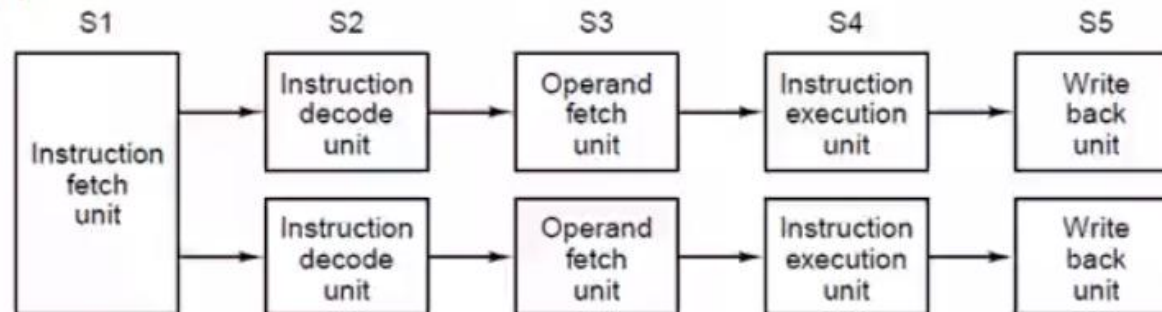 S1
S2
S3
S4
S5
Instruction
fetch
unit
Instruction
decode
unit
Operand
fetch
unit
Instruction
execution
unit
Write
back
unit
Instruction
decode
unit
Operand
fetch
unit
Instruction
execution
unit
Write
back
unit